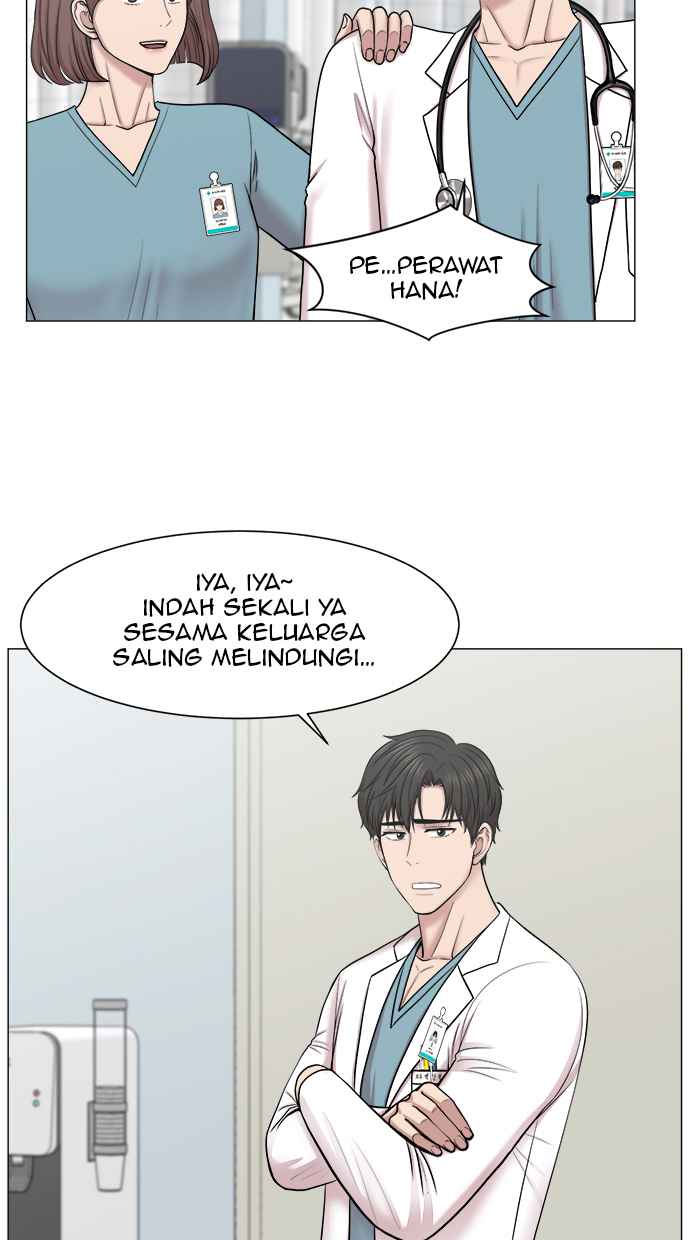 PE...PERAWAT
HANA!
IYA, IYA~
INDAH SEKALI YA
SESAMA KELUARGA
SALING MELINDUNGI...